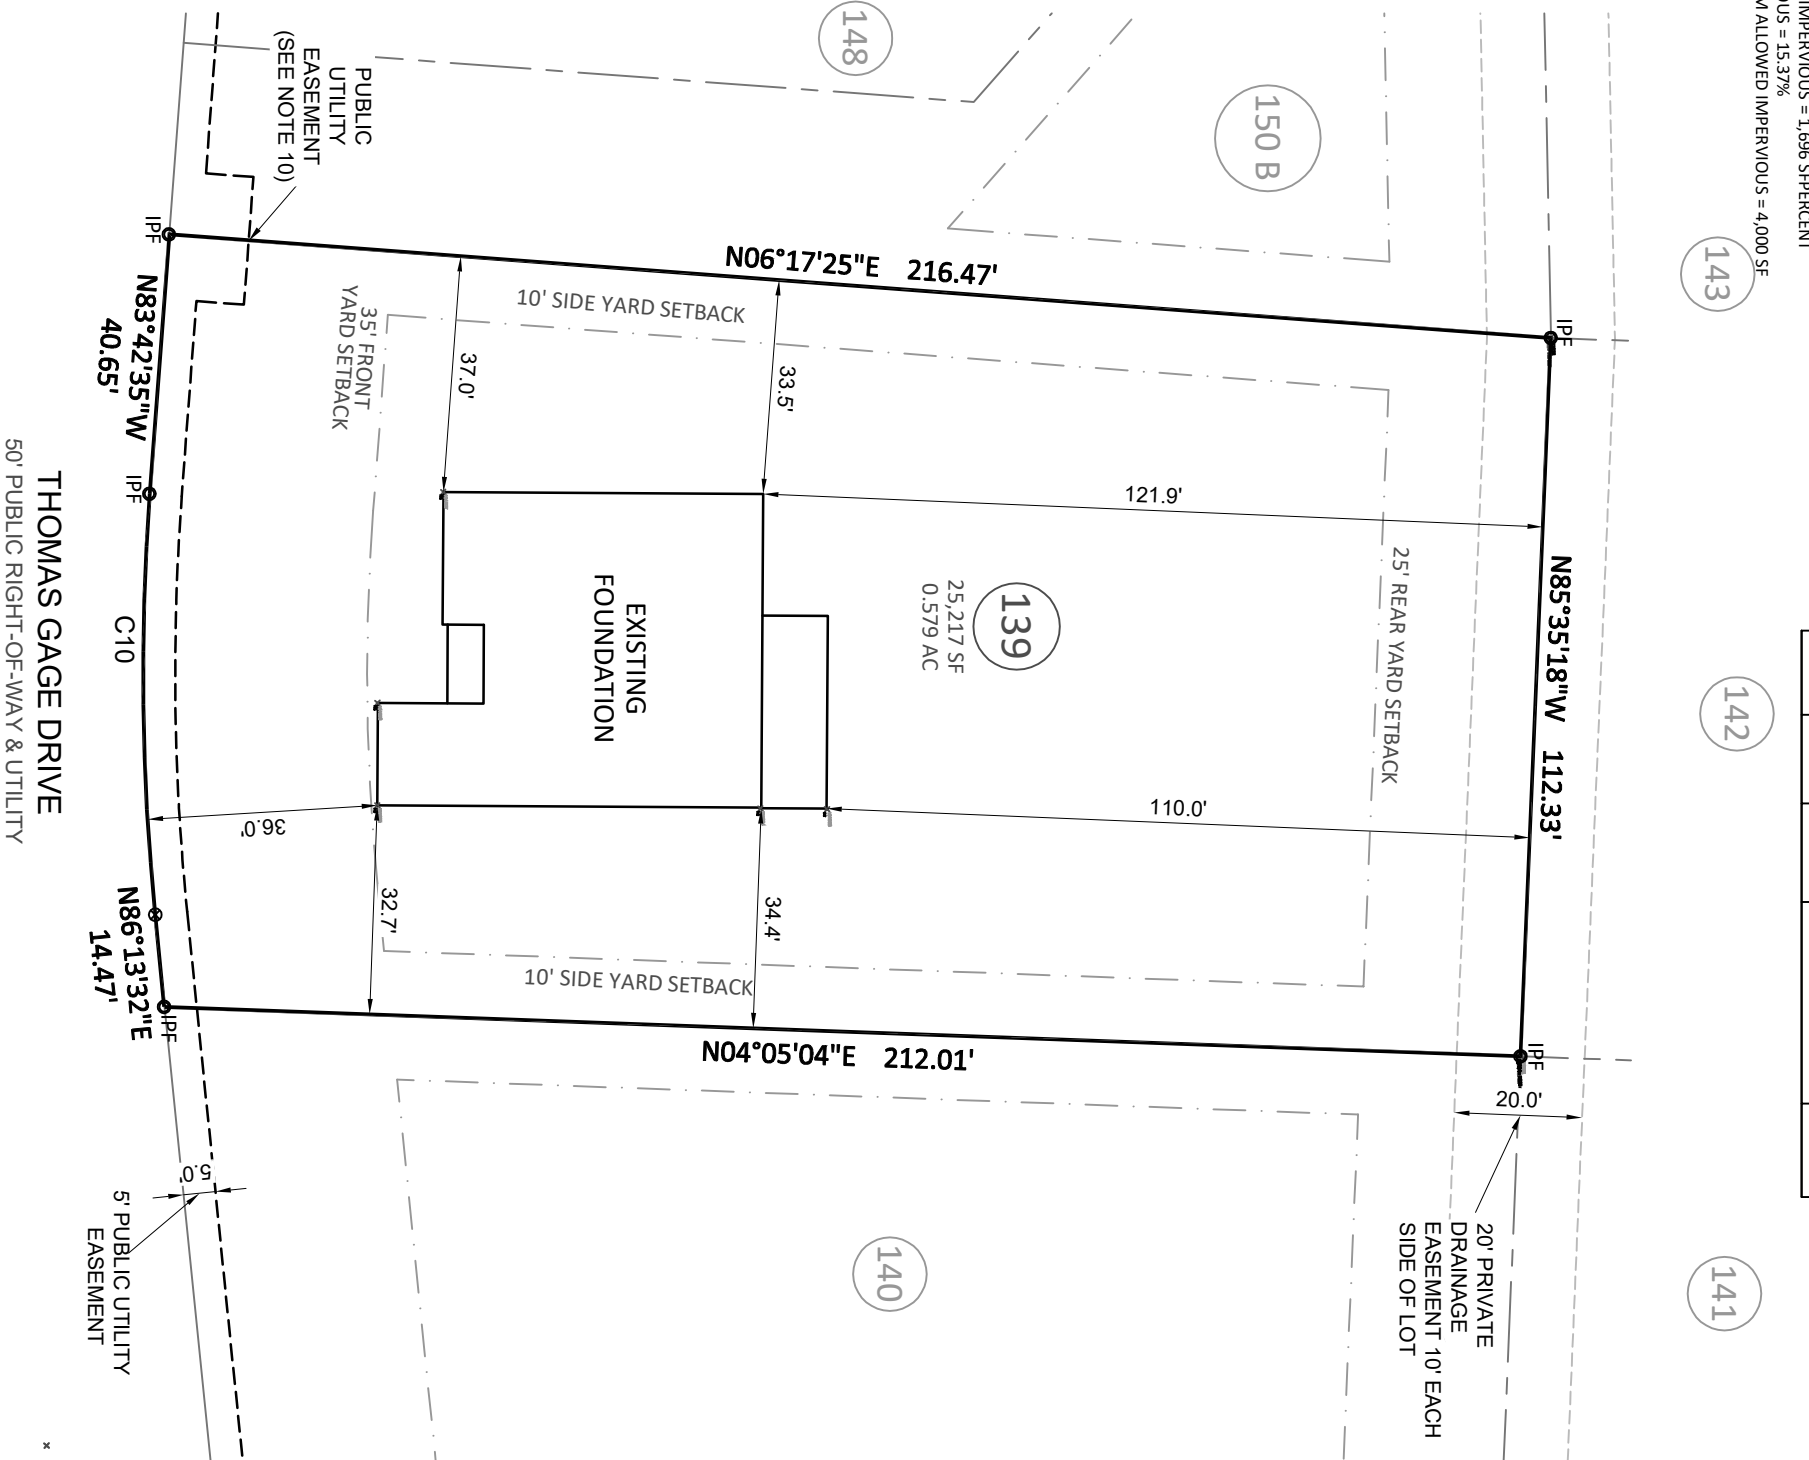 IMPERVIOUS = 1,696 SFPERCENT
OUS = 15.37%
M ALLOWED IMPERVIOUS = 4,000 SF
143
142
141
IPF
N85°35'18"W 112.33'
IPF
20.0'
20' PRIVATE
DRAINAGE
EASEMENT 10' EACH
SIDE OF LOT
150 B
148
140
N06°17'25"E 216.47'
10' SIDE YARD SETBACK
25' REAR YARD SETBACK
121.9'
110.0'
139
25,217 SF
0.579 AC
33.5'
37.0'
34.4'
32.7'
EXISTING
FOUNDATION
10' SIDE YARD SETBACK
N04°05'04"E 212.01'
35' FRONT
YARD SETBACK
36.0'
PUBLIC
UTILITY
EASEMENT
(SEE NOTE 10)
IPF
N83°42'35"W
40.65'
IPF
C10
N86°13'32"E
14.47'
IPF
5.0'
5' PUBLIC UTILITY
EASEMENT
THOMAS GAGE DRIVE
50' PUBLIC RIGHT-OF-WAY & UTILITY